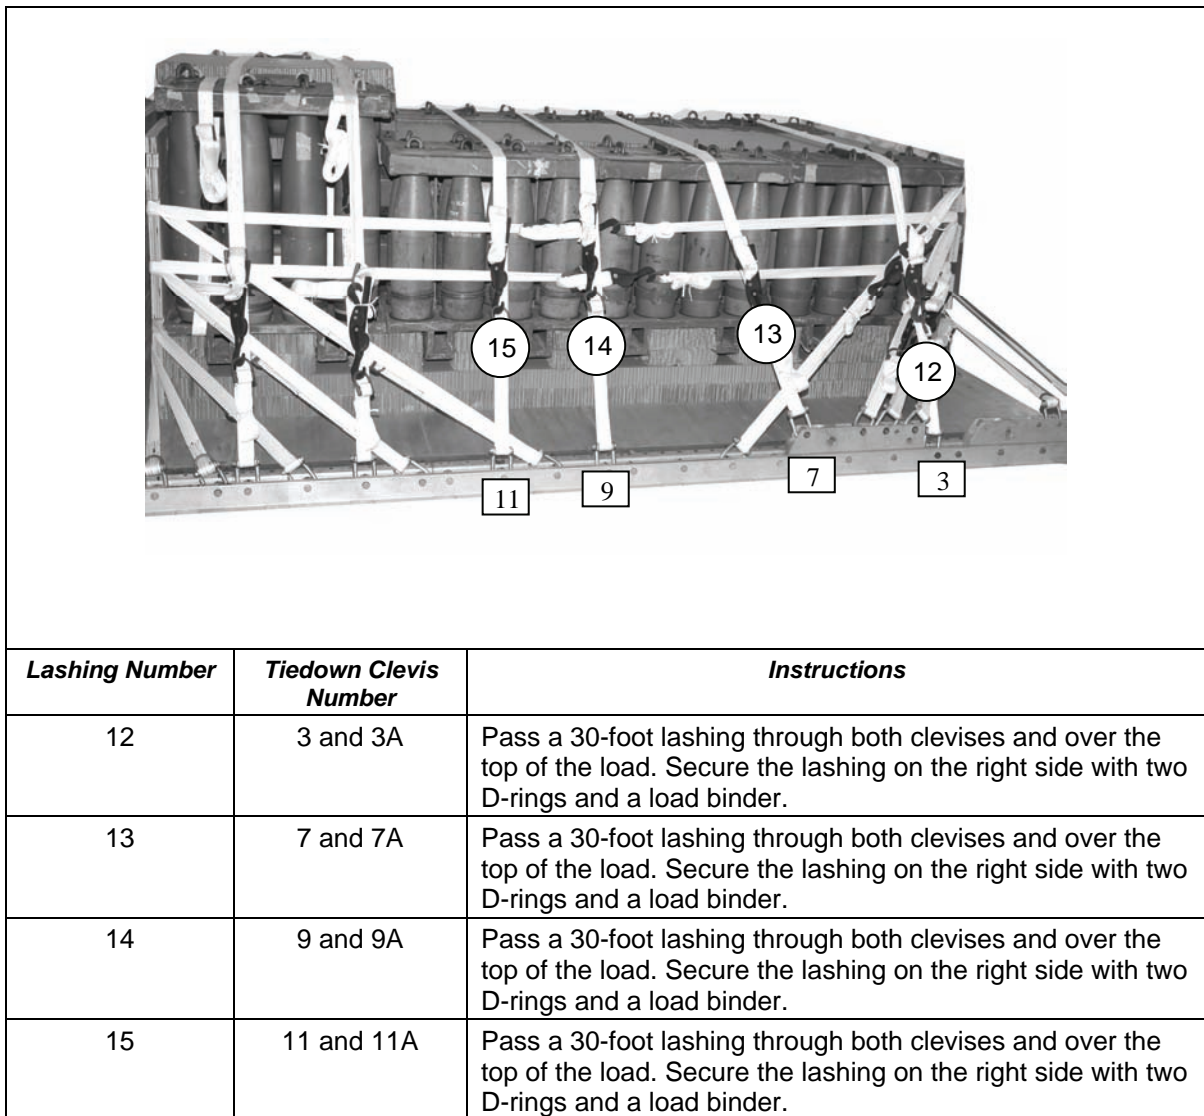 15
14
13
12
11
9
7
3
Lashing Number
Tiedown Clevis
Number
Instructions
12
3 and 3A
Pass a 30-foot lashing through both clevises and over the
top of the load. Secure the lashing on the right side with two
D-rings and a load binder.
13
7 and 7A
Pass a 30-foot lashing through both clevises and over the
top of the load. Secure the lashing on the right side with two
D-rings and a load binder.
14
9 and 9A
Pass a 30-foot lashing through both clevises and over the
top of the load. Secure the lashing on the right side with two
D-rings and a load binder.
15
11 and 11A
Pass a 30-foot lashing through both clevises and over the
top of the load. Secure the lashing on the right side with two
D-rings and a load binder.